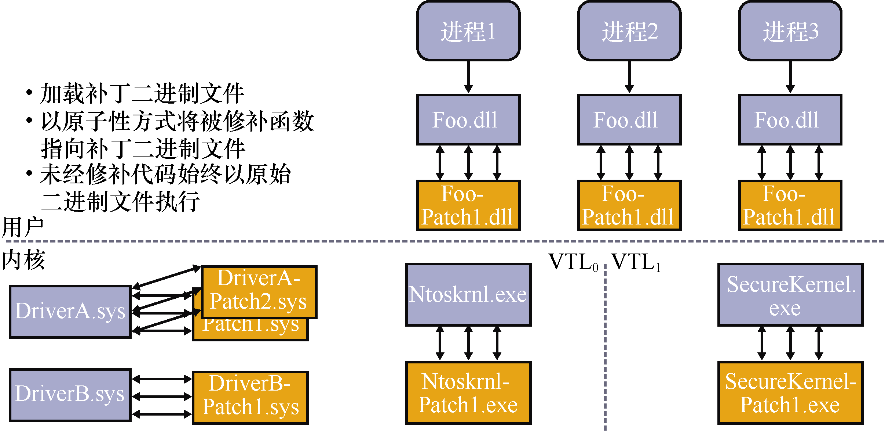 进程1
进程2
进程3
•加载补丁二进制文件
•以原子性方式将被修补函数
指向补丁二进制文件
•未经修补代码始终以原始
二进制文件执行
Foo.dll
Foo.dll
Foo.dll
Foo-
Patch1.dll
Foo-
Patch1.dll
Foo-
Patch1.dll
用户
内核
VTL₀
VTL₁
DriverA.sys
DriverA-
Patch2.sys
Patch1.sys
Ntoskrnl.exe
SecureKernel.
exe
DriverB.sys
DriverB-
Patch1.sys
Ntoskrnl-
Patch1.exe
SecureKernel-
Patch1.exe